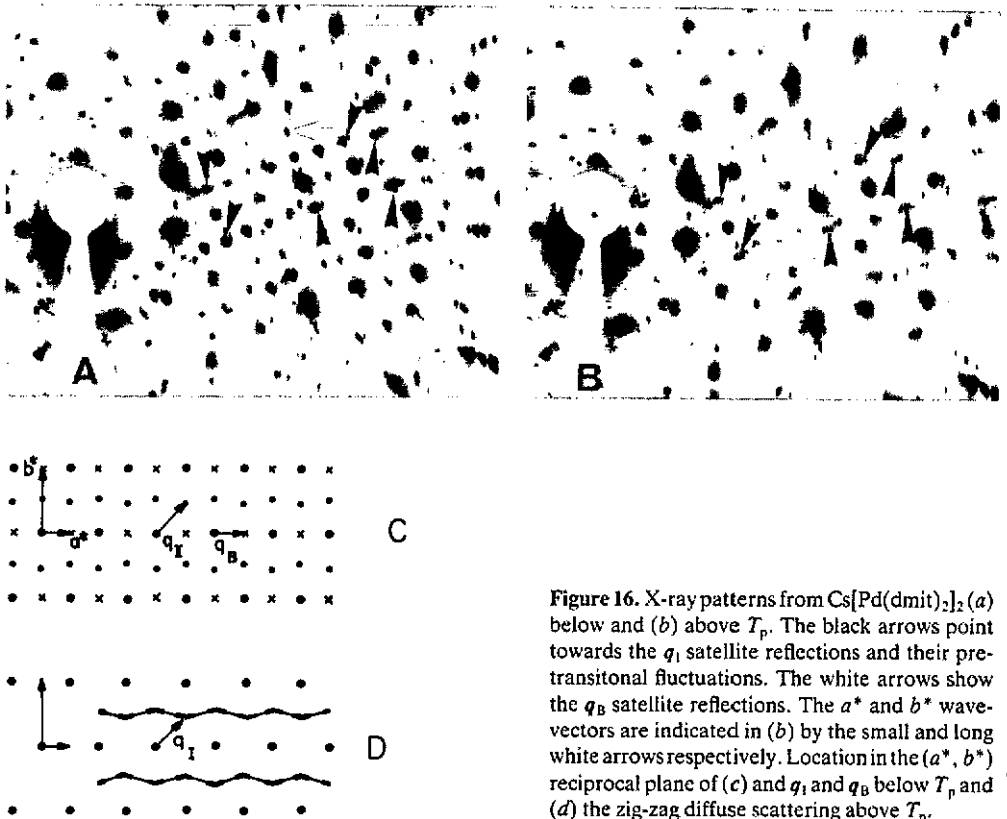 A
B
b*
a*
q_I
q_B
C
q_I
D
Figure 16. X-ray patterns from Cs[Pd(dmit)₂]₂ (a)
below and (b) above Tₚ. The black arrows point
towards the q₁ satellite reflections and their pre-
transitonal fluctuations. The white arrows show
the q_B satellite reflections. The a* and b* wave-
vectors are indicated in (b) by the small and long
white arrows respectively. Location in the (a*, b*)
reciprocal plane of (c) and q₁ and q_B below Tₚ and
(d) the zig-zag diffuse scattering above Tₚ.